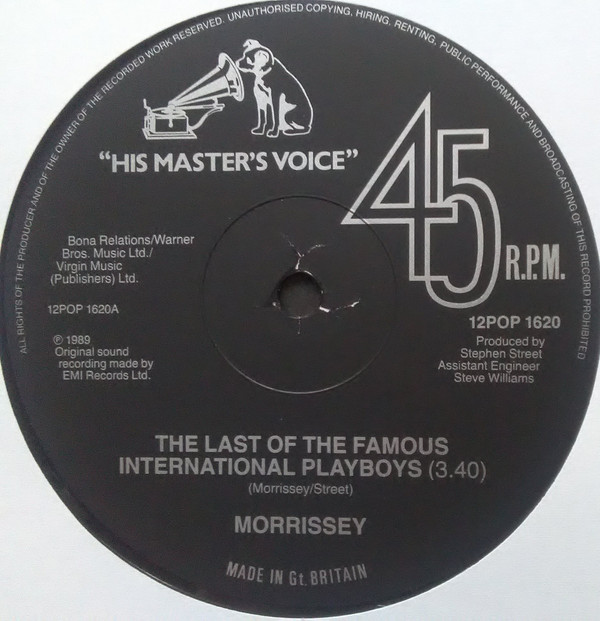 ALL RIGHTS OF THE PRODUCER AND OF THE OWNER OF THE RECORDED WORK RESERVED. UNAUTHORISED COPYING, HIRING, RENTING, PUBLIC PERFORMANCE AND BROADCASTING OF THIS RECORD PROHIBITED
"HIS MASTER'S VOICE"
45
R.P.M.
Bona Relations/Warner
Bros. Music Ltd./
Virgin Music
(Publishers) Ltd.
12POP 1620A
℗ 1989
Original sound
recording made by
EMI Records Ltd.
12POP 1620
Produced by
Stephen Street
Assistant Engineer
Steve Williams
THE LAST OF THE FAMOUS
INTERNATIONAL PLAYBOYS (3.40)
(Morrissey/Street)
MORRISSEY
MADE IN Gt. BRITAIN